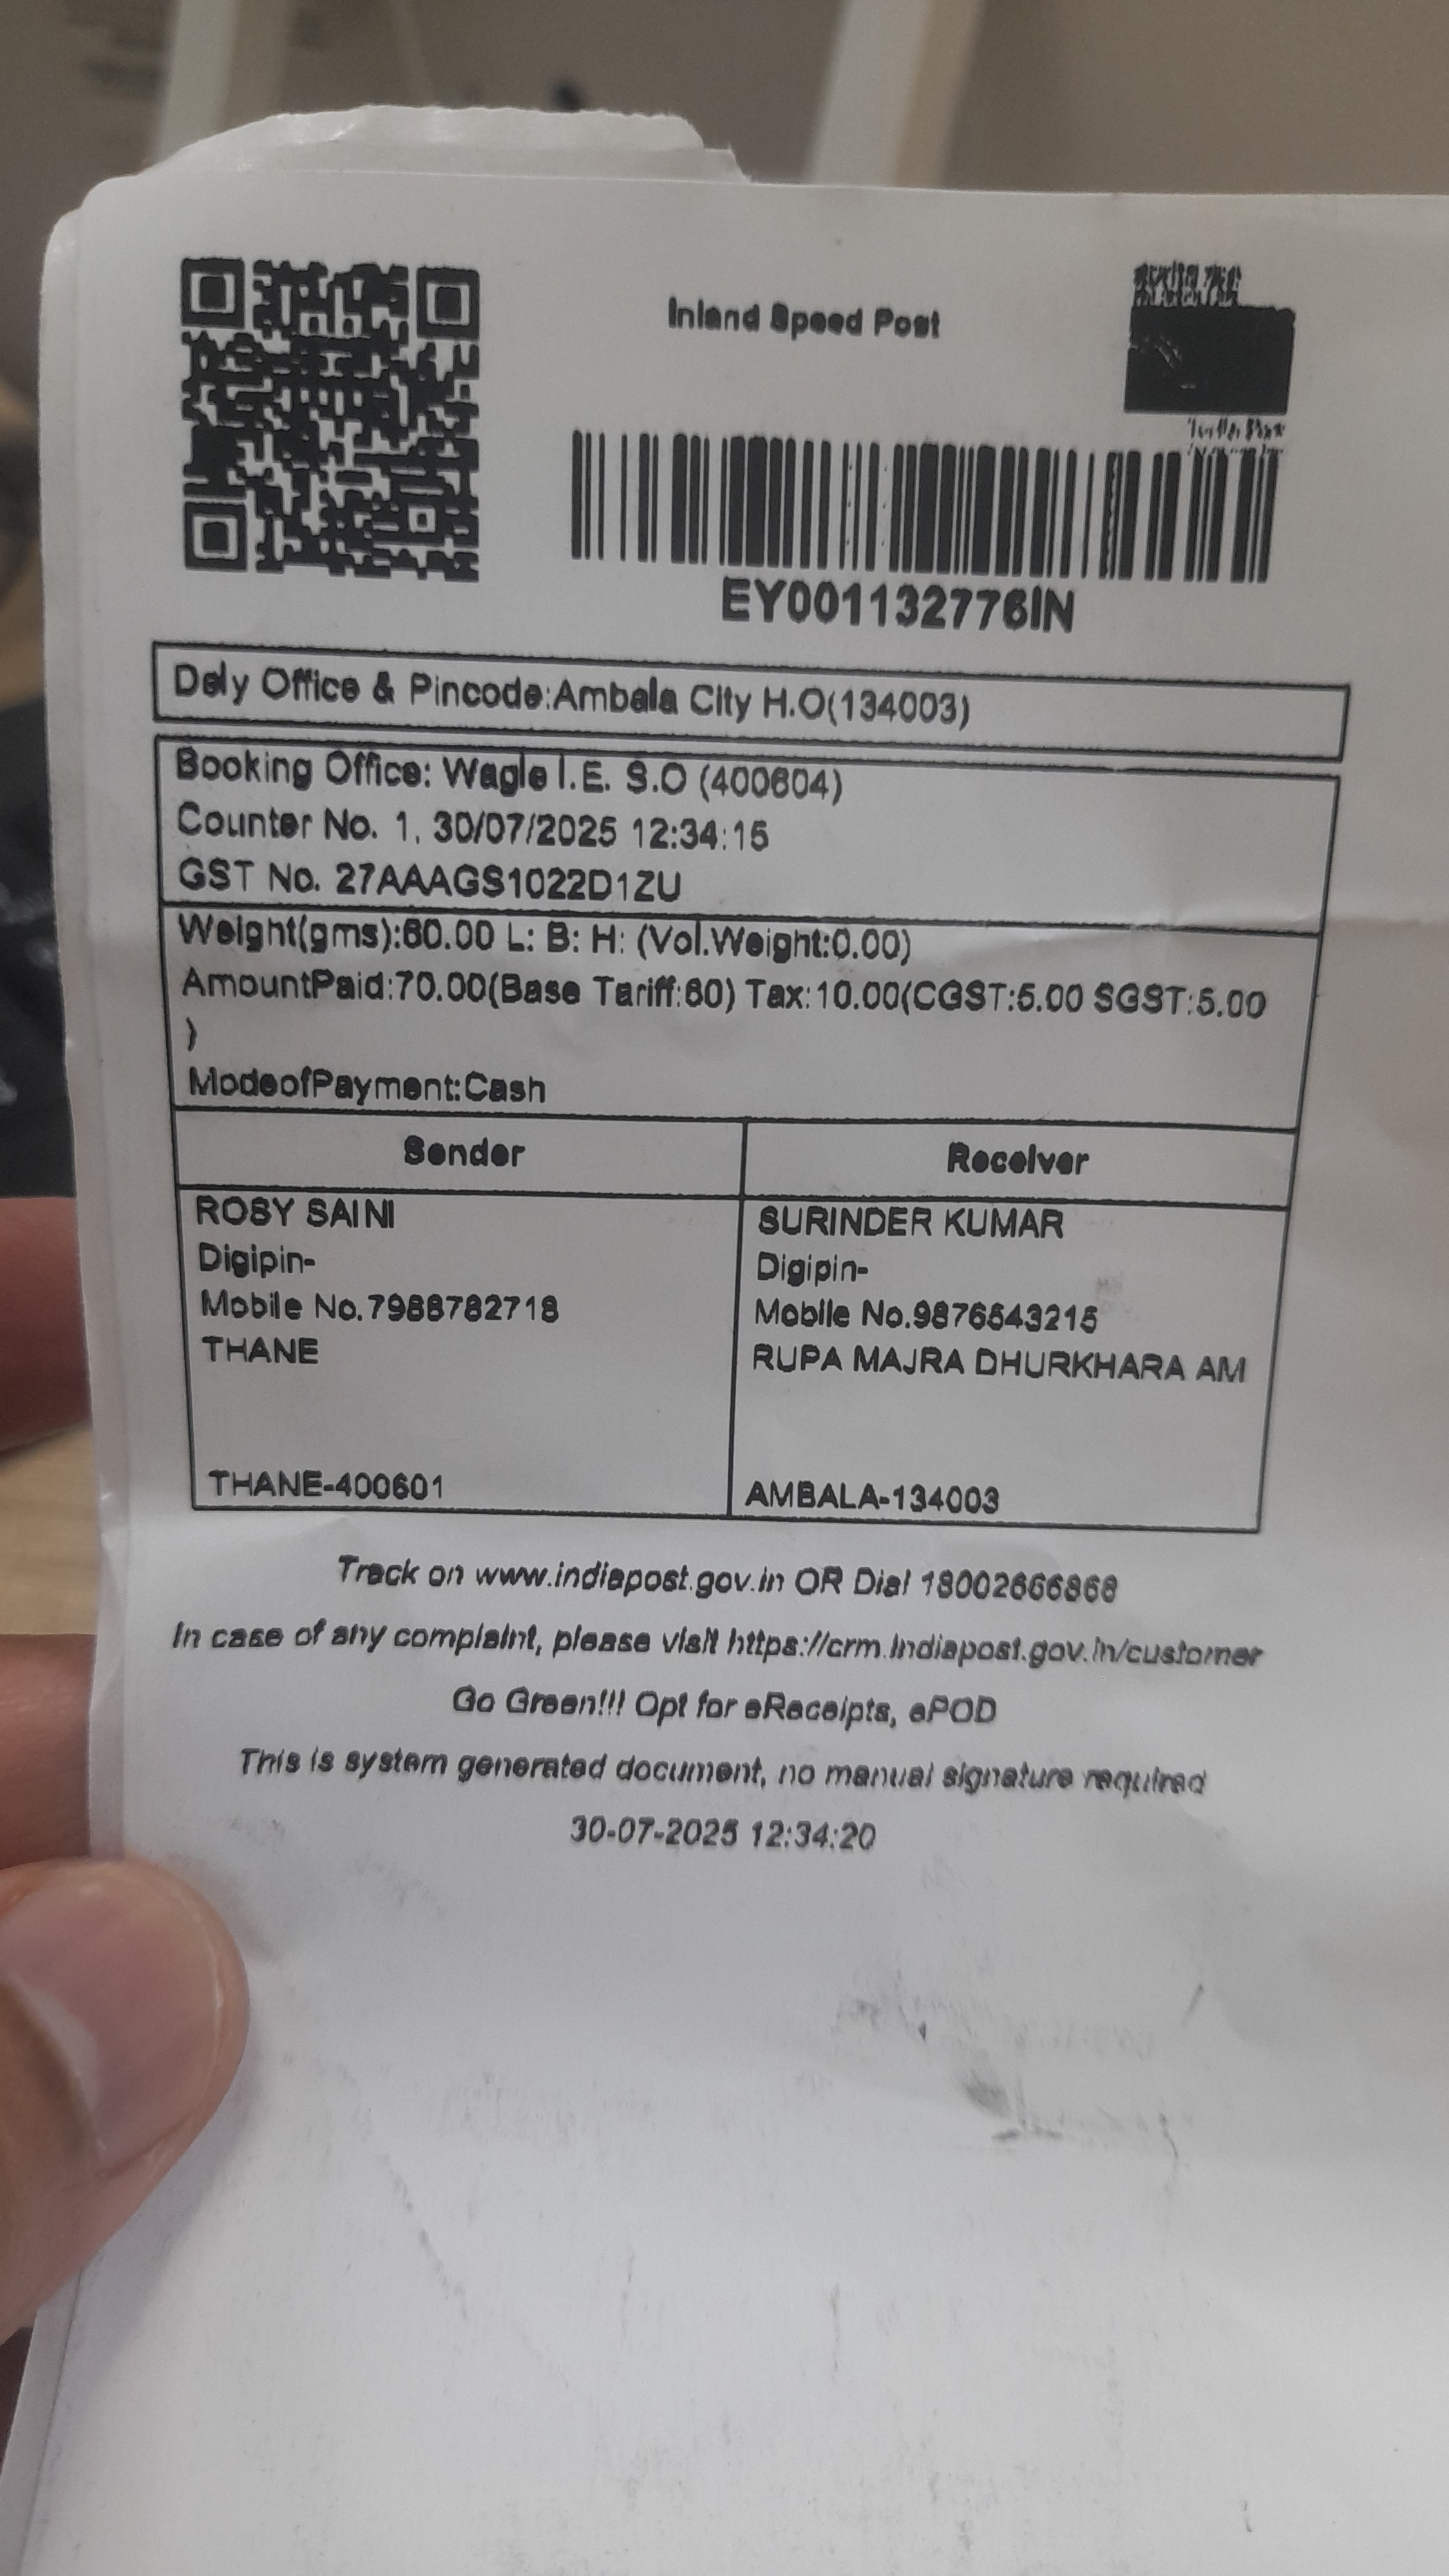 Inland Speed Post
EY001132776IN
Dely Office & Pincode:Ambala City H.O(134003)
Booking Office: Wagle I.E. S.O (400604)
Counter No. 1, 30/07/2025 12:34:15
GST No. 27AAAGS1022D1ZU
Weight(gms):60.00 L: B: H: (Vol.Weight:0.00)
AmountPaid:70.00(Base Tariff:60) Tax:10.00(CGST:5.00 SGST:5.00
)
ModeofPayment:Cash
Sender
ROSY SAINI
Digipin-
Mobile No.7988782718
THANE
THANE-400601
Receiver
SURINDER KUMAR
Digipin-
Mobile No.9876543215
RUPA MAJRA DHURKHARA AM
AMBALA-134003
Track on www.indiapost.gov.in OR Dial 18002666868
In case of any complaint, please visit https://crm.indiapost.gov.in/customer
Go Green!!! Opt for eReceipts, ePOD
This is system generated document, no manual signature required
30-07-2025 12:34:20